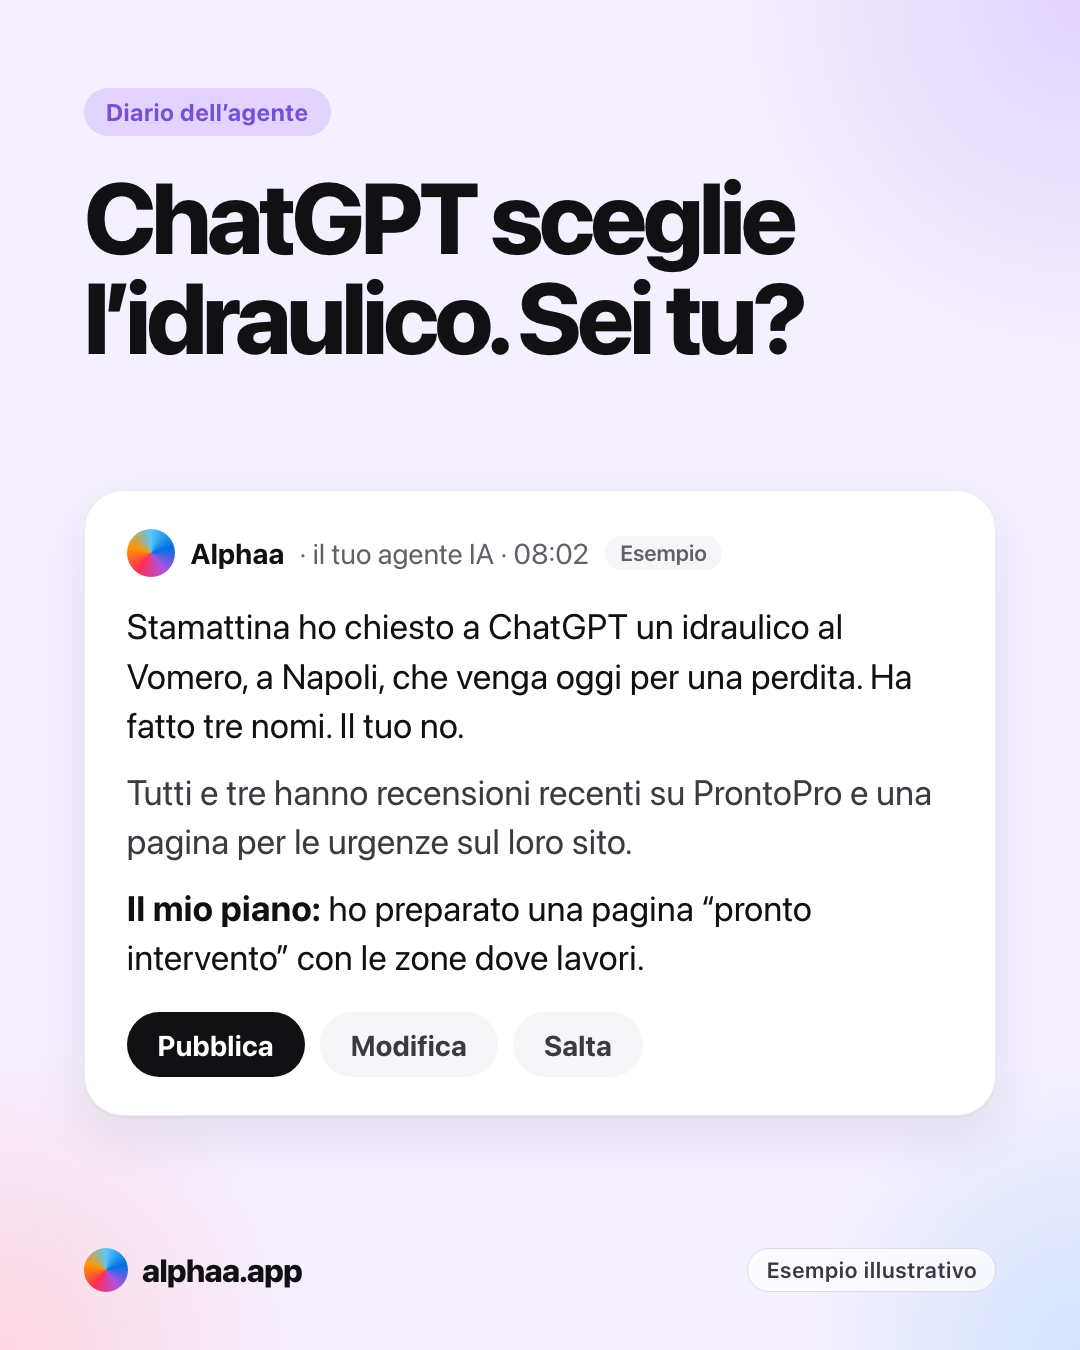 Diario dell’agente
ChatGPT sceglie
l’idraulico. Sei tu?
Alphaa · il tuo agente IA · 08:02 Esempio
Stamattina ho chiesto a ChatGPT un idraulico al
Vomero, a Napoli, che venga oggi per una perdita. Ha
fatto tre nomi. Il tuo no.
Tutti e tre hanno recensioni recenti su ProntoPro e una
pagina per le urgenze sul loro sito.
Il mio piano: ho preparato una pagina “pronto
intervento” con le zone dove lavori.
Pubblica Modifica Salta
alphaa.app Esempio illustrativo